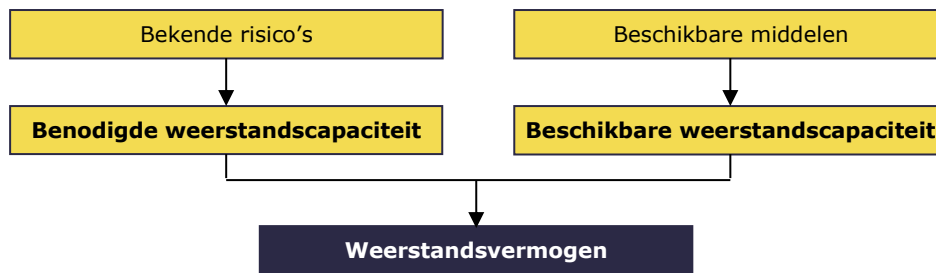 Bekende risico's
Beschikbare middelen
Benodigde weerstandscapaciteit
Beschikbare weerstandscapaciteit
Weerstandsvermogen